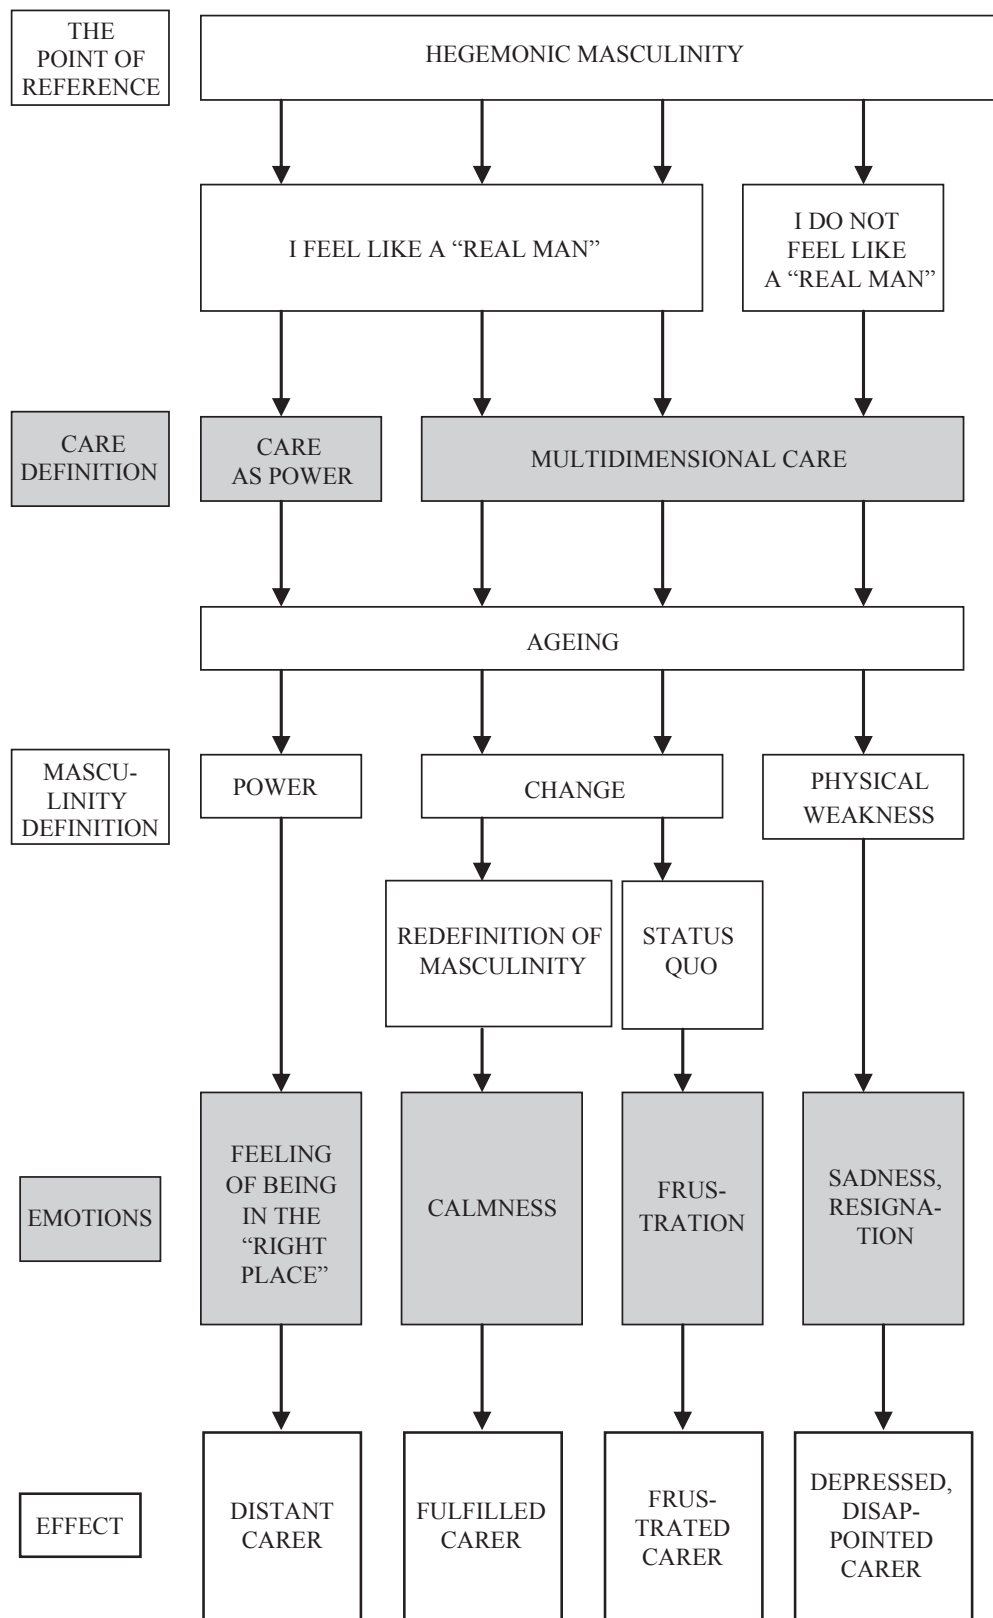 THE
POINT OF
REFERENCE
HEGEMONIC MASCULINITY
I FEEL LIKE A “REAL MAN”
I DO NOT
FEEL LIKE
A “REAL MAN”
CARE
DEFINITION
CARE
AS POWER
MULTIDIMENSIONAL CARE
AGEING
MASCU-
LINITY
DEFINITION
POWER
CHANGE
PHYSICAL
WEAKNESS
REDEFINITION OF
MASCULINITY
STATUS
QUO
EMOTIONS
FEELING
OF BEING
IN THE
“RIGHT
PLACE”
CALMNESS
FRUS-
TRATION
SADNESS,
RESIGNA-
TION
EFFECT
DISTANT
CARER
FULFILLED
CARER
FRUS-
TRATED
CARER
DEPRESSED,
DISAP-
POINTED
CARER